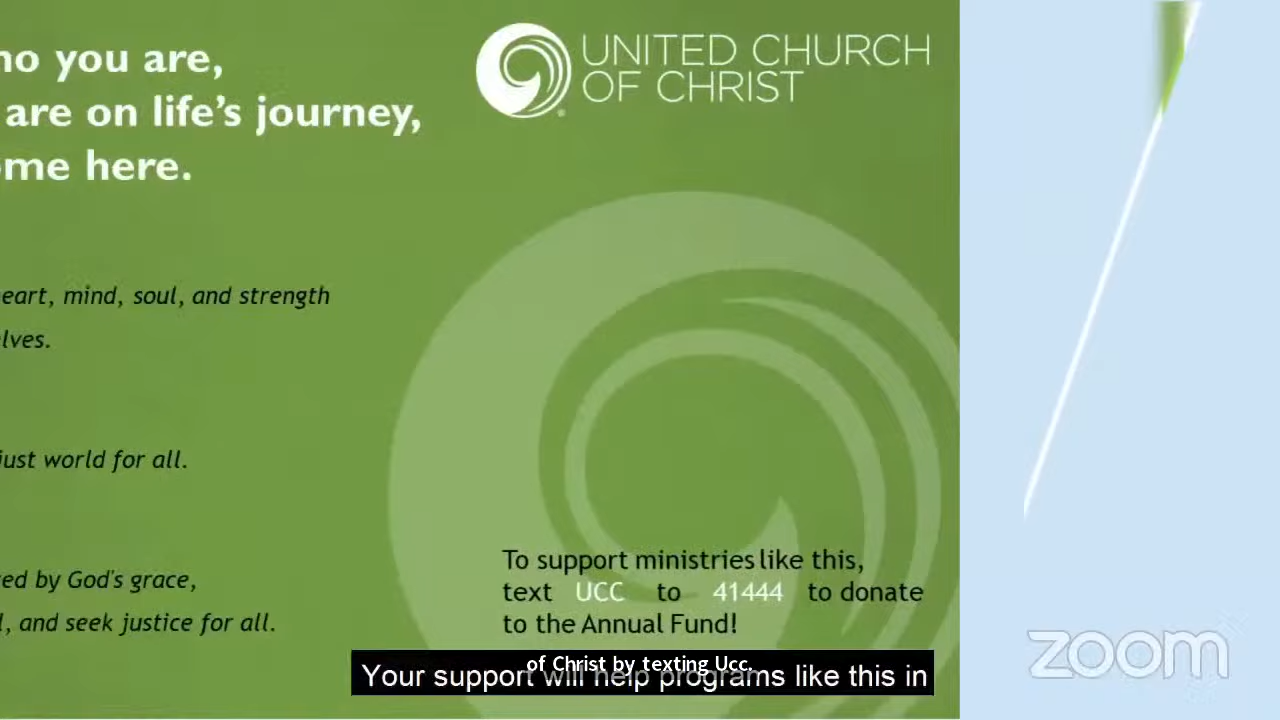 no you are,
are on life's journey,
ome here.
UNITED CHURCH
OF CHRIST
eart, mind, soul, and strength
elves.
just world for all.
ed by God's grace,
l, and seek justice for all.
To support ministries like this,
text UCC to 41444 to donate
to the Annual Fund!
of Christ by texting Ucc.
Your support will help programs like this in
zoom